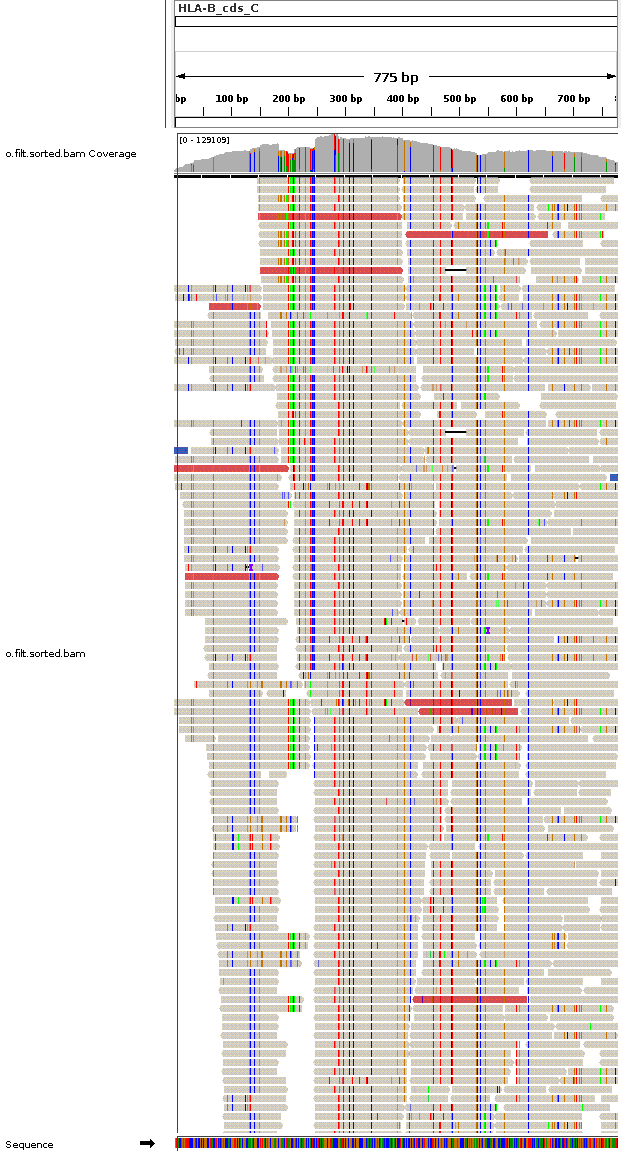 HLA-B_cds_C
775 bp
bp 100 bp 200 bp 300 bp 400 bp 500 bp 600 bp 700 bp
[0 - 129109]
o.filt.sorted.bam Coverage
o.filt.sorted.bam
Sequence